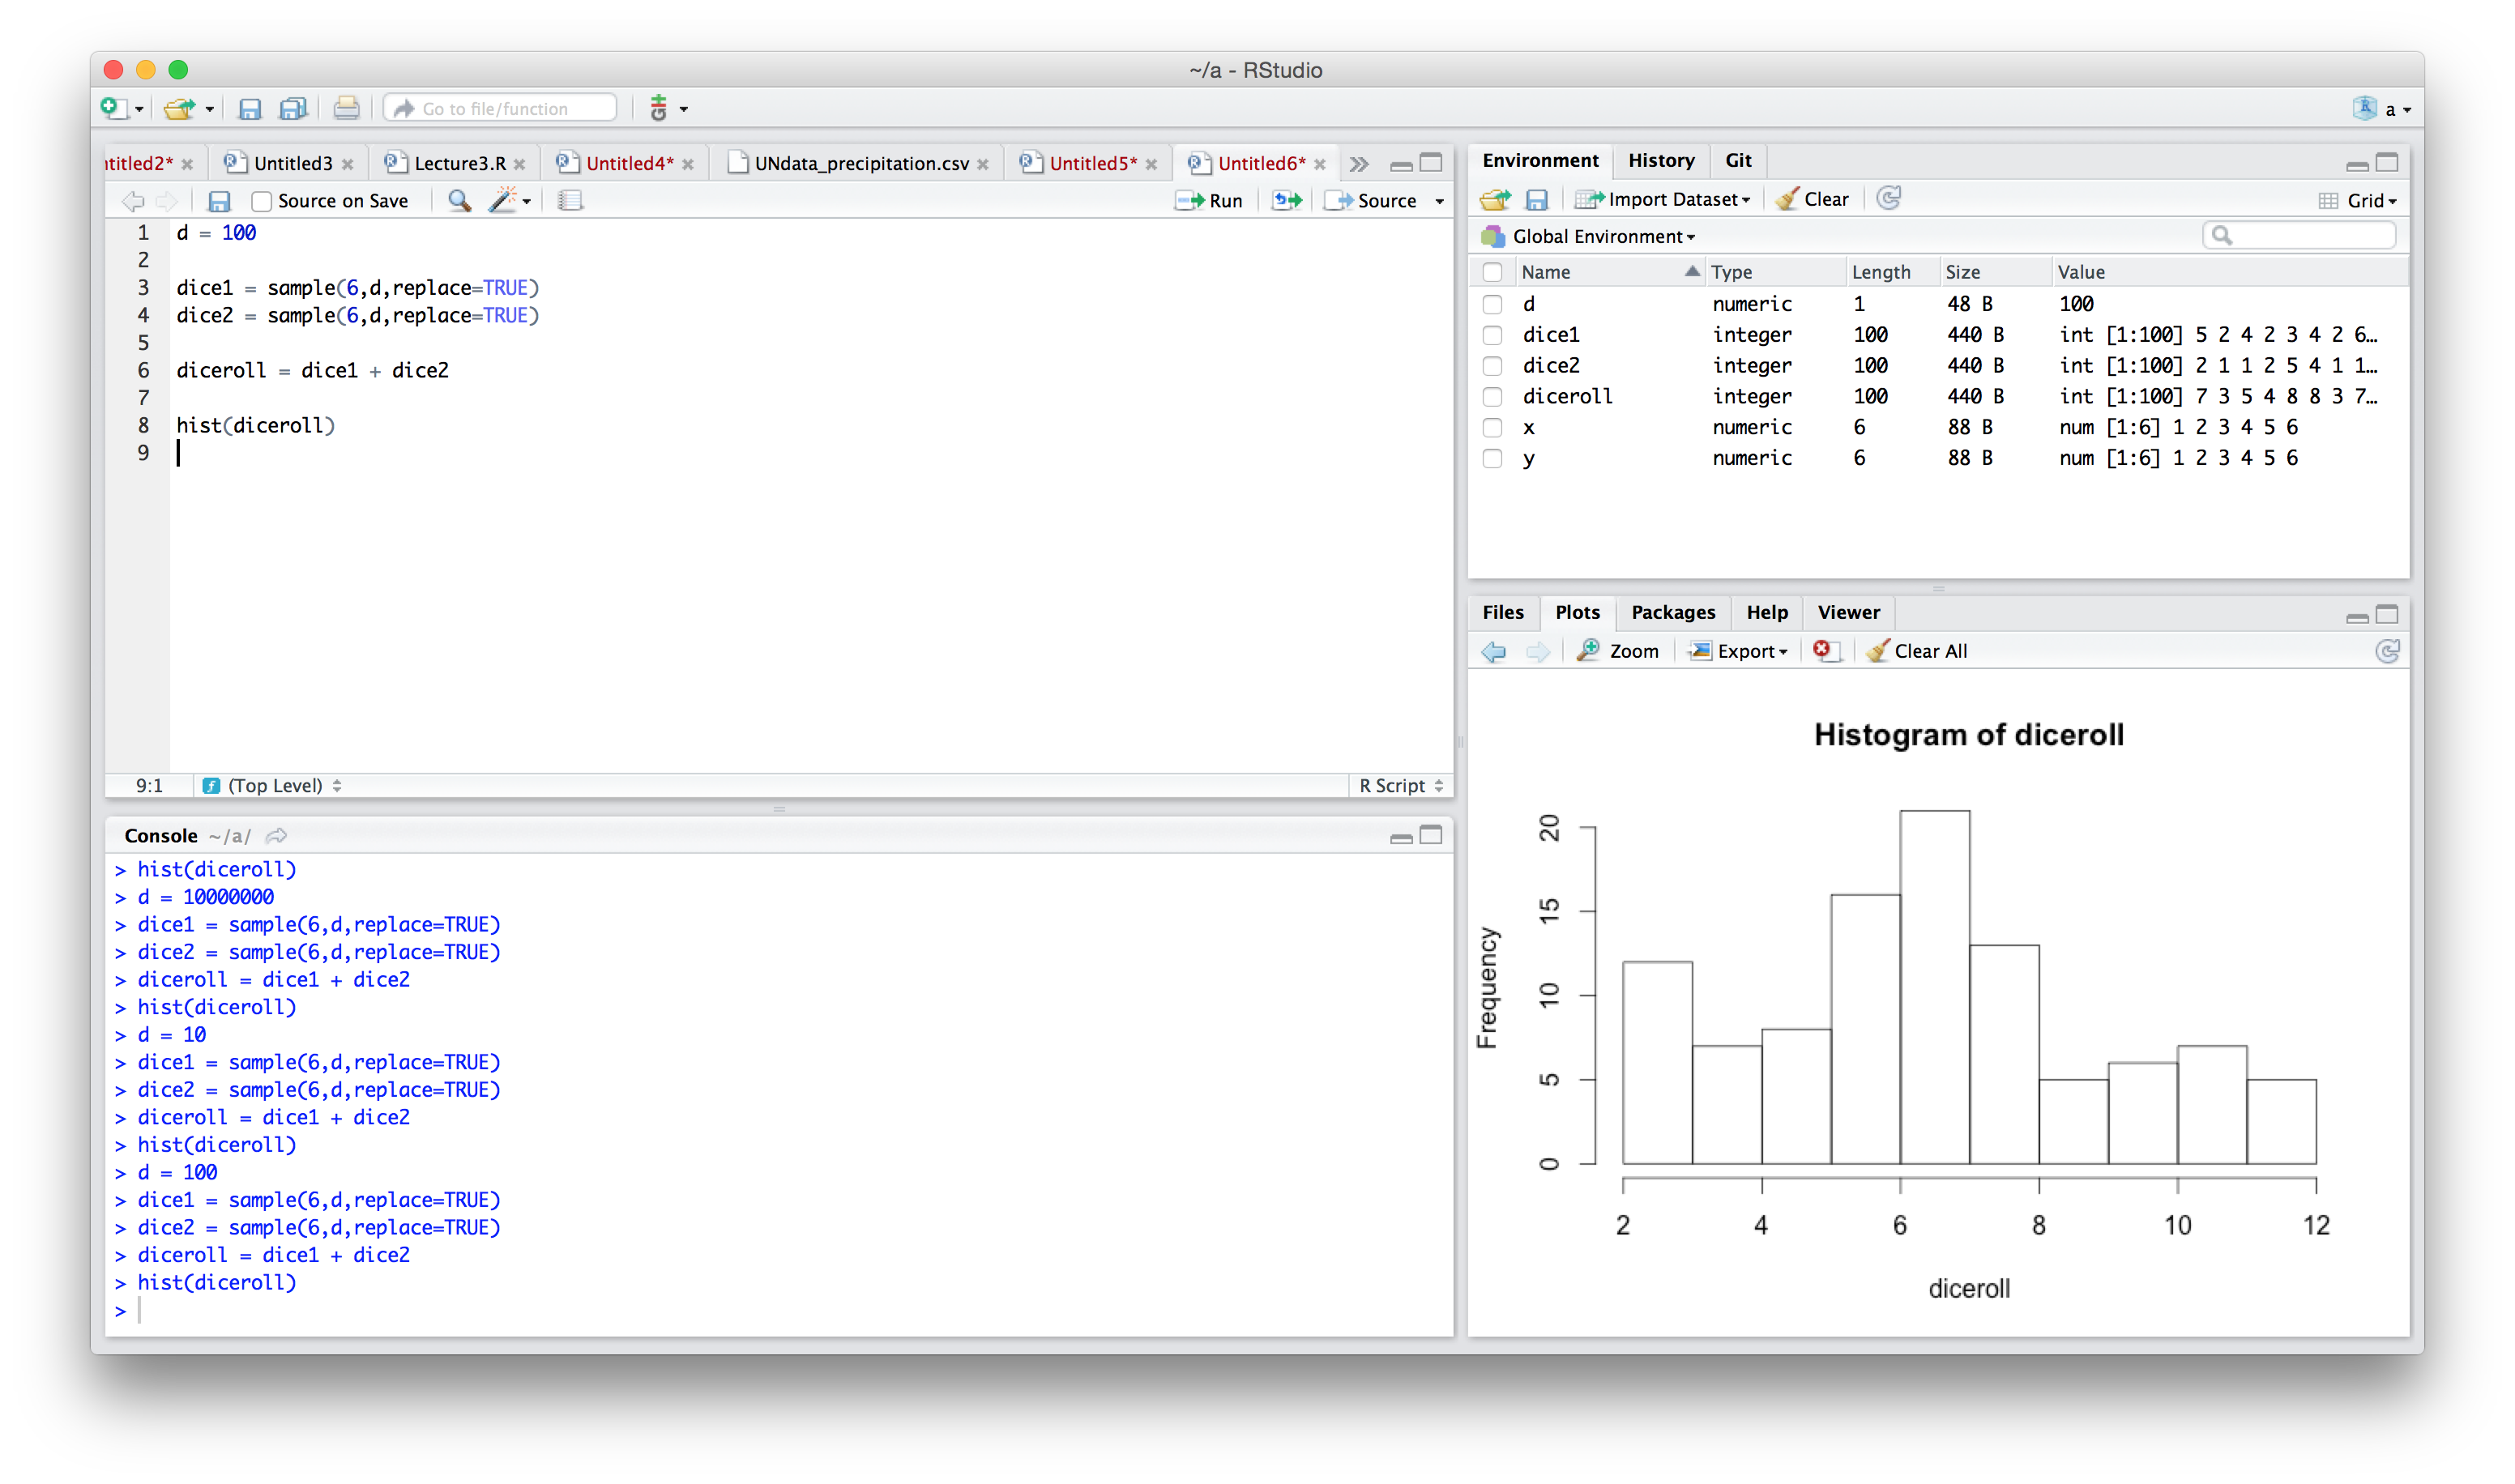 ~/a - RStudio
Go to file/function
a
ntitled2* Untitled3 Lecture3.R Untitled4* UNdata_precipitation.csv Untitled5* Untitled6*
Source on Save Run Source
1 d = 100
2
3 dice1 = sample(6,d,replace=TRUE)
4 dice2 = sample(6,d,replace=TRUE)
5
6 diceroll = dice1 + dice2
7
8 hist(diceroll)
9
9:1 (Top Level) R Script
Console ~/a/
> hist(diceroll)
> d = 10000000
> dice1 = sample(6,d,replace=TRUE)
> dice2 = sample(6,d,replace=TRUE)
> diceroll = dice1 + dice2
> hist(diceroll)
> d = 10
> dice1 = sample(6,d,replace=TRUE)
> dice2 = sample(6,d,replace=TRUE)
> diceroll = dice1 + dice2
> hist(diceroll)
> d = 100
> dice1 = sample(6,d,replace=TRUE)
> dice2 = sample(6,d,replace=TRUE)
> diceroll = dice1 + dice2
> hist(diceroll)
>
Environment History Git
Import Dataset Clear Grid
Global Environment
Name Type Length Size Value
d numeric 1 48 B 100
dice1 integer 100 440 B int [1:100] 5 2 4 2 3 4 2 6…
dice2 integer 100 440 B int [1:100] 2 1 1 2 5 4 1 1…
diceroll integer 100 440 B int [1:100] 7 3 5 4 8 8 3 7…
x numeric 6 88 B num [1:6] 1 2 3 4 5 6
y numeric 6 88 B num [1:6] 1 2 3 4 5 6
Files Plots Packages Help Viewer
Zoom Export Clear All
Histogram of diceroll
Frequency
20
15
10
5
0
2 4 6 8 10 12
diceroll